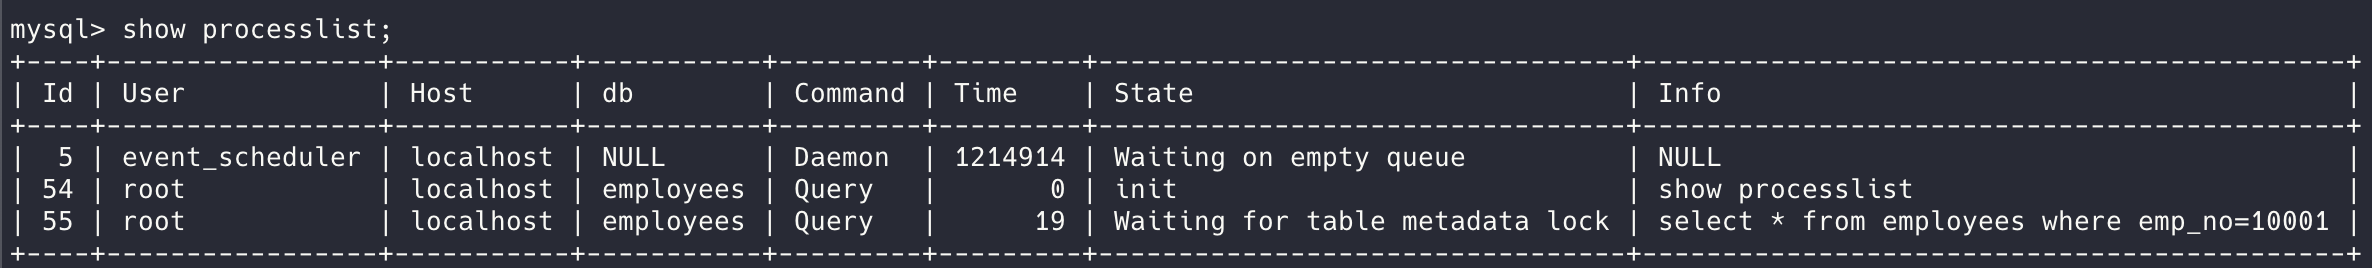 mysql> show processlist;
+----+-----------------+-----------+-----------+---------+---------+---------------------------------+--------------------------------------------+
| Id | User            | Host      | db        | Command | Time    | State                           | Info                                       |
+----+-----------------+-----------+-----------+---------+---------+---------------------------------+--------------------------------------------+
|  5 | event_scheduler | localhost | NULL      | Daemon  | 1214914 | Waiting on empty queue          | NULL                                       |
| 54 | root            | localhost | employees | Query   |       0 | init                            | show processlist                           |
| 55 | root            | localhost | employees | Query   |      19 | Waiting for table metadata lock | select * from employees where emp_no=10001 |
+----+-----------------+-----------+-----------+---------+---------+---------------------------------+--------------------------------------------+